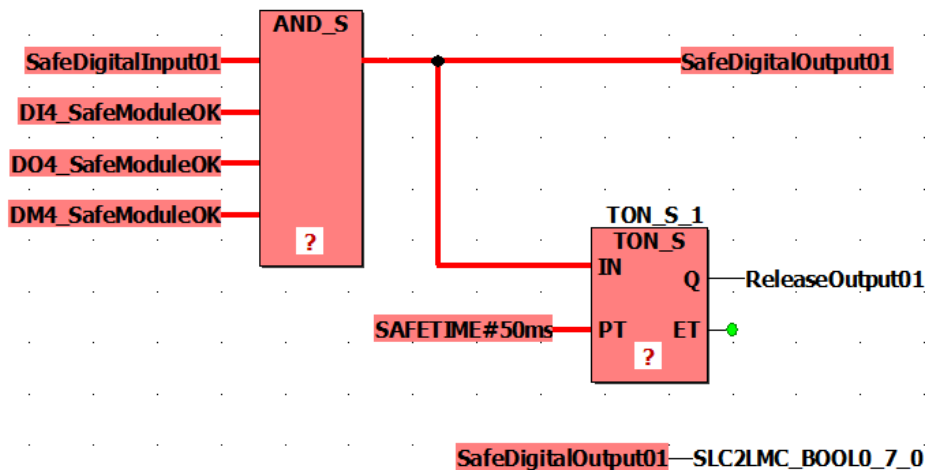 AND_S
SafeDigitalInput01
SafeDigitalOutput01
DI4_SafeModuleOK
DO4_SafeModuleOK
DM4_SafeModuleOK
?
TON_S_1
TON_S
IN
Q
ReleaseOutput01
SAFETIME#50ms
PT
ET
?
SafeDigitalOutput01
SLC2LMC_BOOL0_7_0